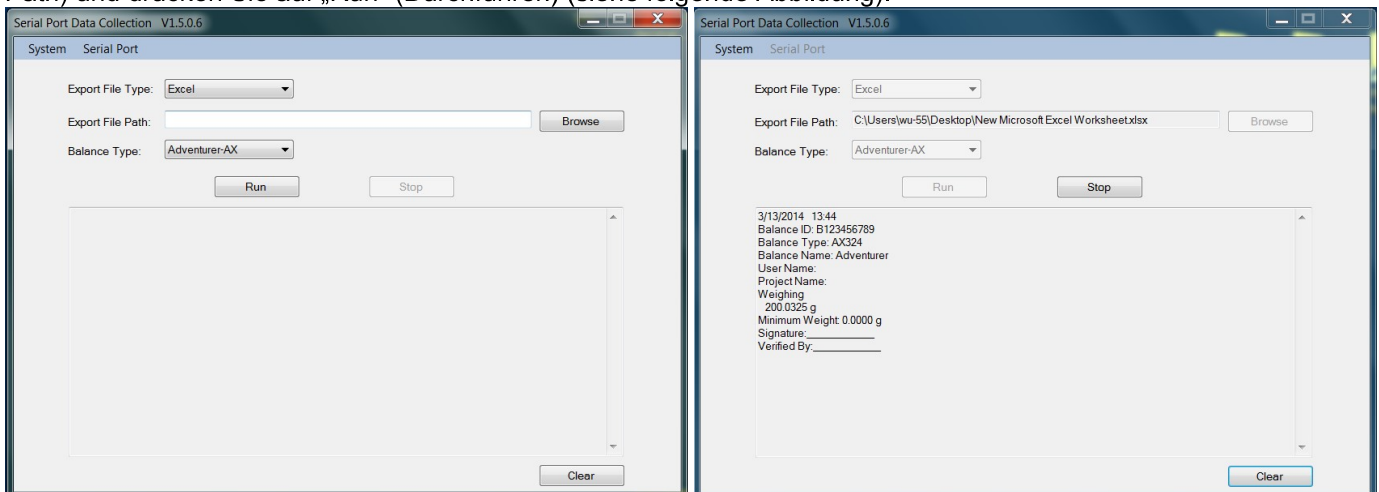 Path) und drücken Sie auf „Run“ (Durchführen) (siehe folgende Abbildung).
Serial Port Data Collection V1.5.0.6
System Serial Port
Export File Type: Excel
Export File Path: Browse
Balance Type: Adventurer-AX
Run Stop
Clear
Serial Port Data Collection V1.5.0.6
System Serial Port
Export File Type: Excel
Export File Path: C:\Users\wu-55\Desktop\New Microsoft Excel Worksheet.xlsx Browse
Balance Type: Adventurer-AX
Run Stop
3/13/2014 13:44
Balance ID: B123456789
Balance Type: AX324
Balance Name: Adventurer
User Name:
Project Name:
Weighing
200.0325 g
Minimum Weight: 0.0000 g
Signature:____________
Verified By:____________
Clear